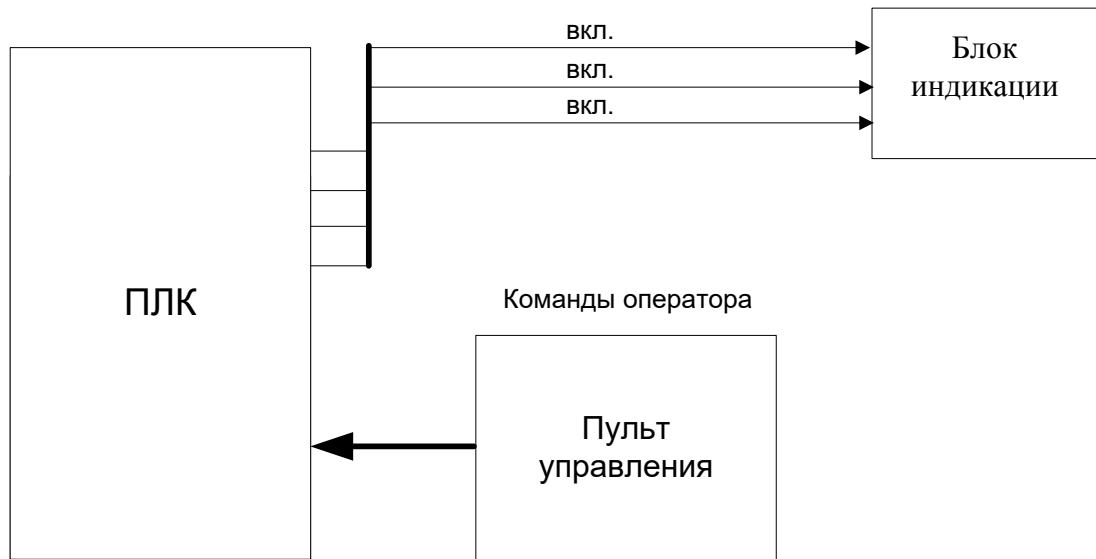 вкл.
вкл.
вкл.
Блок
индикации
ПЛК
Команды оператора
Пульт
управления